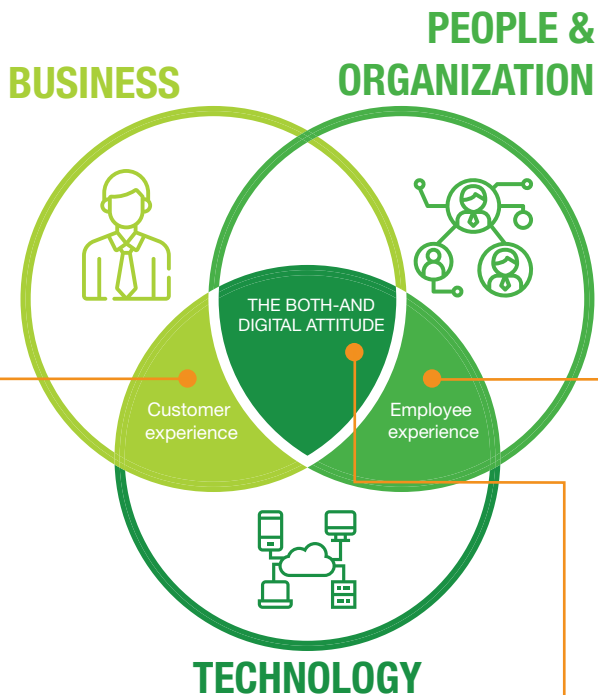 PEOPLE &
ORGANIZATION
BUSINESS
THE BOTH-AND
DIGITAL ATTITUDE
Customer
experience
Employee
experience
TECHNOLOGY